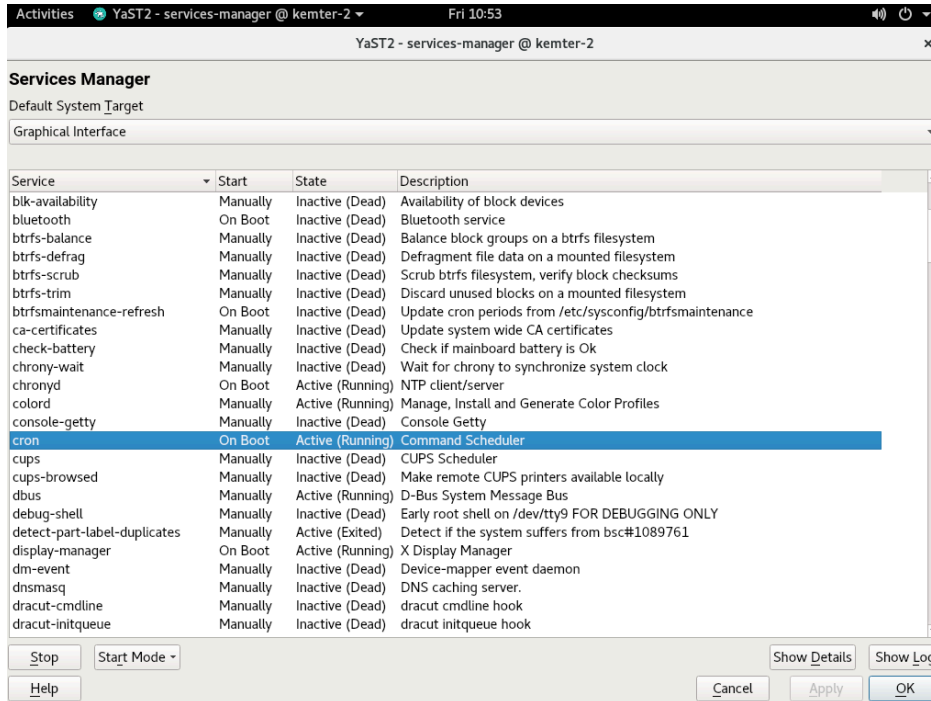 Activities YaST2 - services-manager @ kemter-2 Fri 10:53
YaST2 - services-manager @ kemter-2 ×
Services Manager
Default System Target
Graphical Interface
Service Start State Description
blk-availability Manually Inactive (Dead) Availability of block devices
bluetooth On Boot Inactive (Dead) Bluetooth service
btrfs-balance Manually Inactive (Dead) Balance block groups on a btrfs filesystem
btrfs-defrag Manually Inactive (Dead) Defragment file data on a mounted filesystem
btrfs-scrub Manually Inactive (Dead) Scrub btrfs filesystem, verify block checksums
btrfs-trim Manually Inactive (Dead) Discard unused blocks on a mounted filesystem
btrfsmaintenance-refresh On Boot Inactive (Dead) Update cron periods from /etc/sysconfig/btrfsmaintenance
ca-certificates Manually Inactive (Dead) Update system wide CA certificates
check-battery Manually Inactive (Dead) Check if mainboard battery is Ok
chrony-wait Manually Inactive (Dead) Wait for chrony to synchronize system clock
chronyd On Boot Active (Running) NTP client/server
colord Manually Active (Running) Manage, Install and Generate Color Profiles
console-getty Manually Inactive (Dead) Console Getty
cron On Boot Active (Running) Command Scheduler
cups Manually Inactive (Dead) CUPS Scheduler
cups-browsed Manually Inactive (Dead) Make remote CUPS printers available locally
dbus Manually Active (Running) D-Bus System Message Bus
debug-shell Manually Inactive (Dead) Early root shell on /dev/tty9 FOR DEBUGGING ONLY
detect-part-label-duplicates Manually Active (Exited) Detect if the system suffers from bsc#1089761
display-manager On Boot Active (Running) X Display Manager
dm-event Manually Inactive (Dead) Device-mapper event daemon
dnsmasq Manually Inactive (Dead) DNS caching server.
dracut-cmdline Manually Inactive (Dead) dracut cmdline hook
dracut-initqueue Manually Inactive (Dead) dracut initqueue hook
Stop Start Mode Show Details Show Log
Help Cancel Apply OK